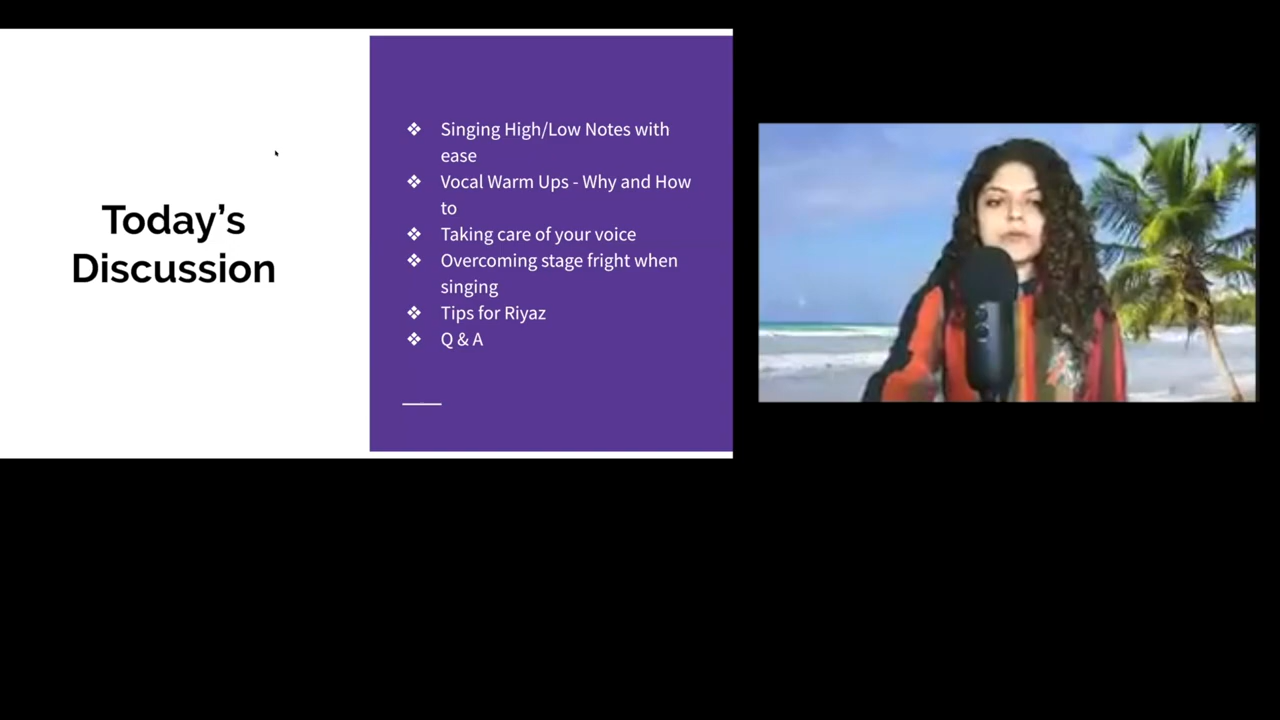 Today’s
Discussion
❖ Singing High/Low Notes with
ease
❖ Vocal Warm Ups - Why and How
to
❖ Taking care of your voice
❖ Overcoming stage fright when
singing
❖ Tips for Riyaz
❖ Q & A